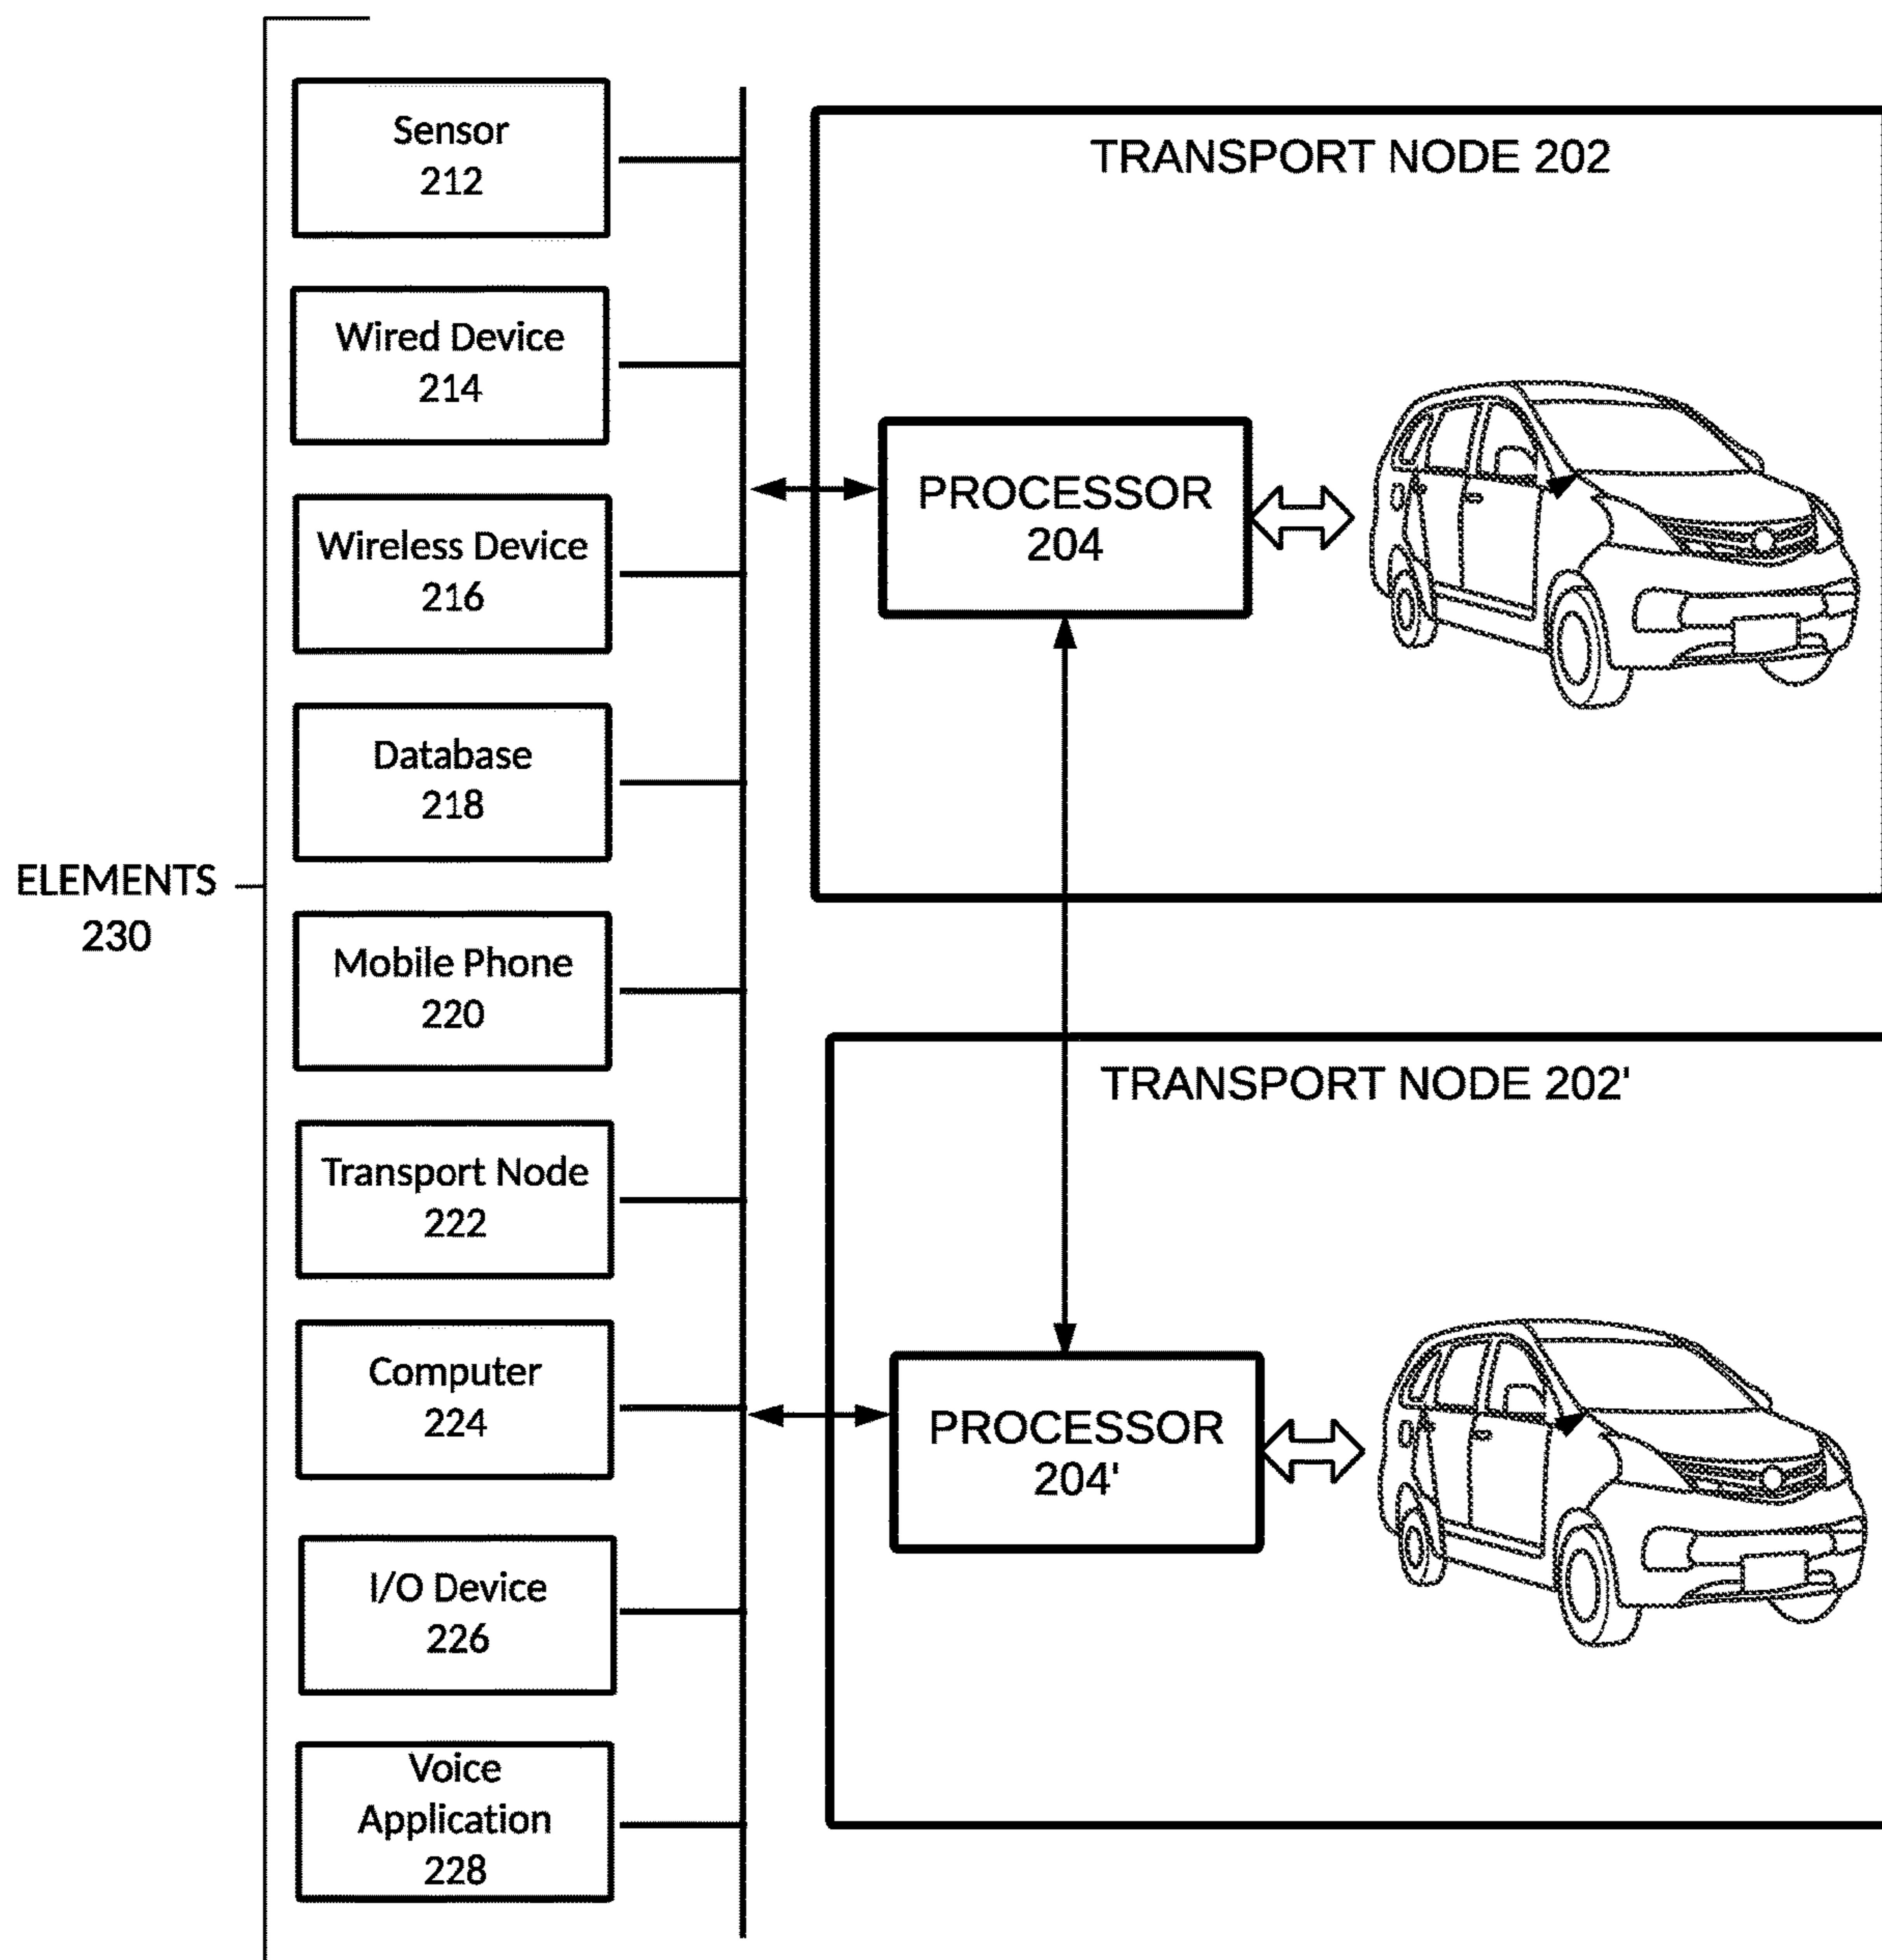 ELEMENTS
230
Sensor
212
Wired Device
214
Wireless Device
216
Database
218
Mobile Phone
220
Transport Node
222
Computer
224
I/O Device
226
Voice
Application
228
TRANSPORT NODE 202
PROCESSOR
204
TRANSPORT NODE 202'
PROCESSOR
204'